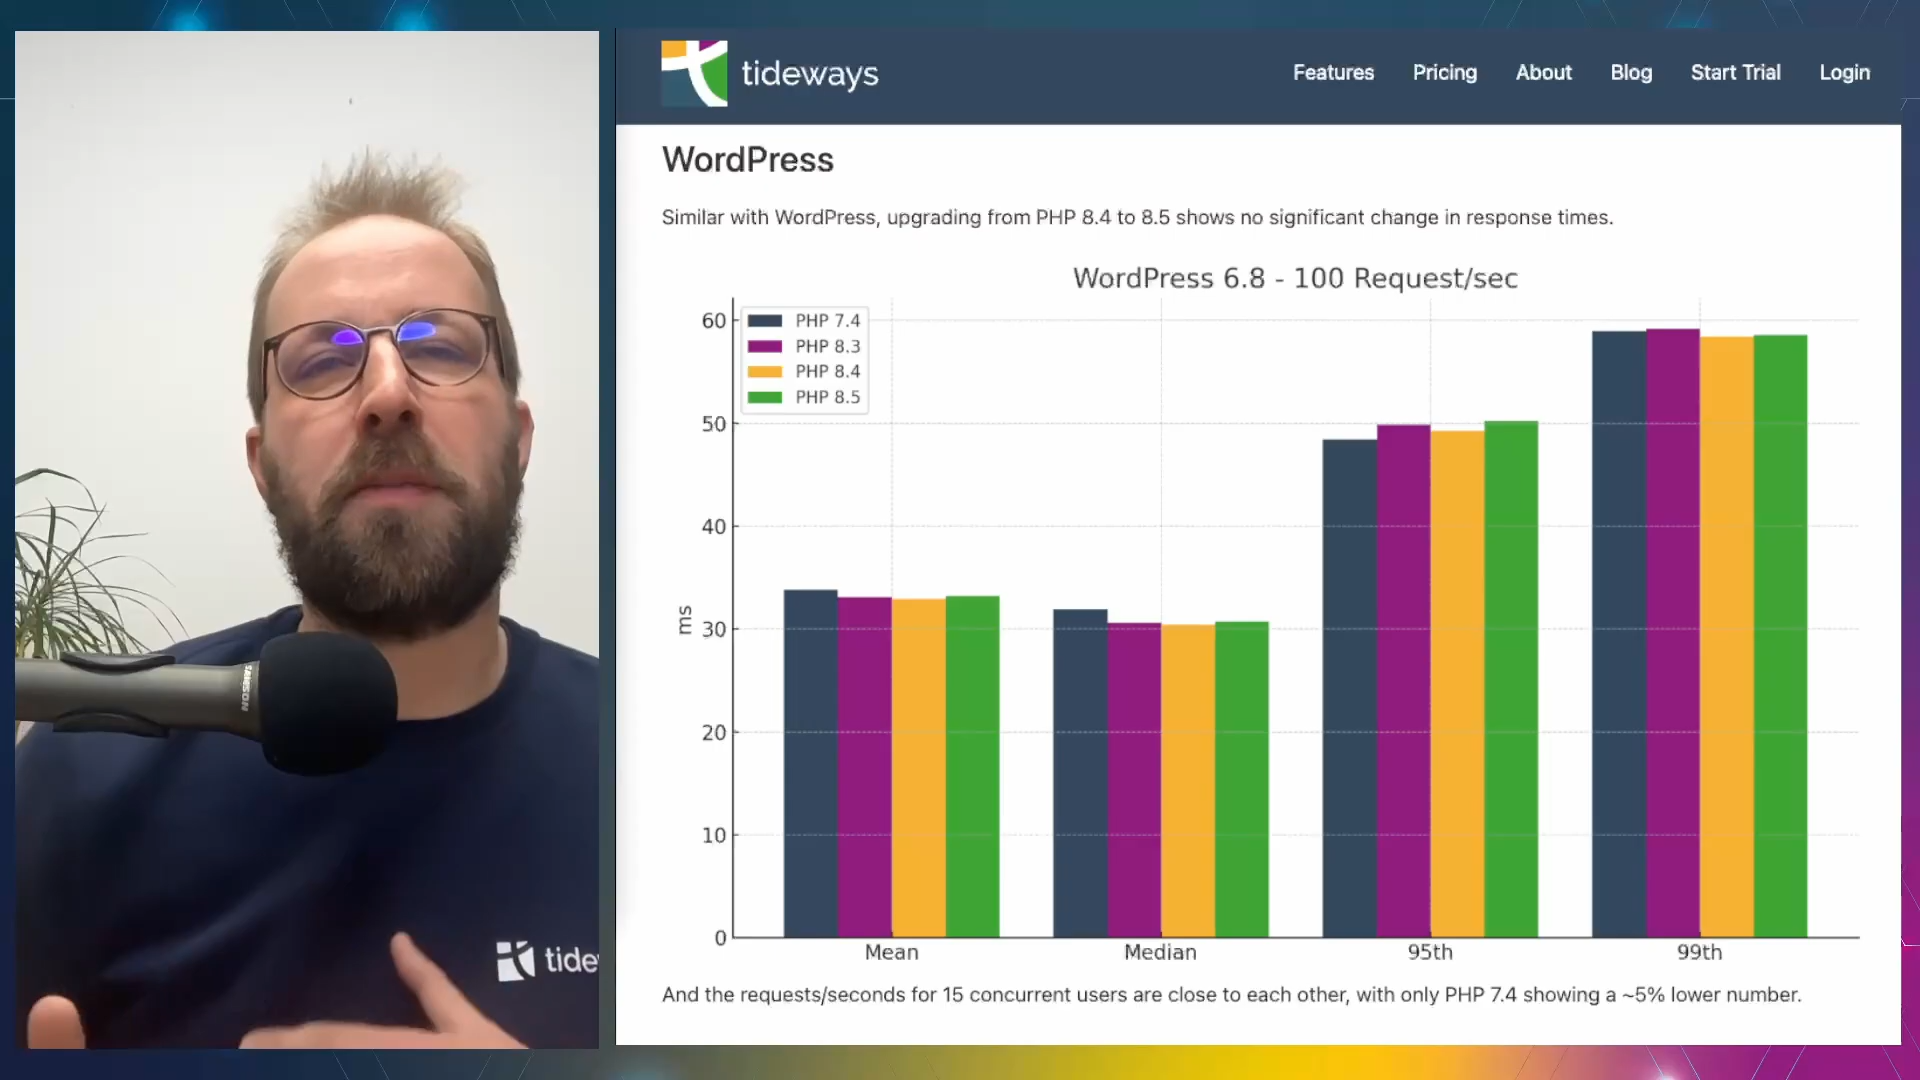 tideways
Features Pricing About Blog Start Trial Login
WordPress
Similar with WordPress, upgrading from PHP 8.4 to 8.5 shows no significant change in response times.
WordPress 6.8 - 100 Request/sec
PHP 7.4
PHP 8.3
PHP 8.4
PHP 8.5
60
50
40
30
20
10
0
ms
Mean Median 95th 99th
And the requests/seconds for 15 concurrent users are close to each other, with only PHP 7.4 showing a ~5% lower number.
SAMSON
tide